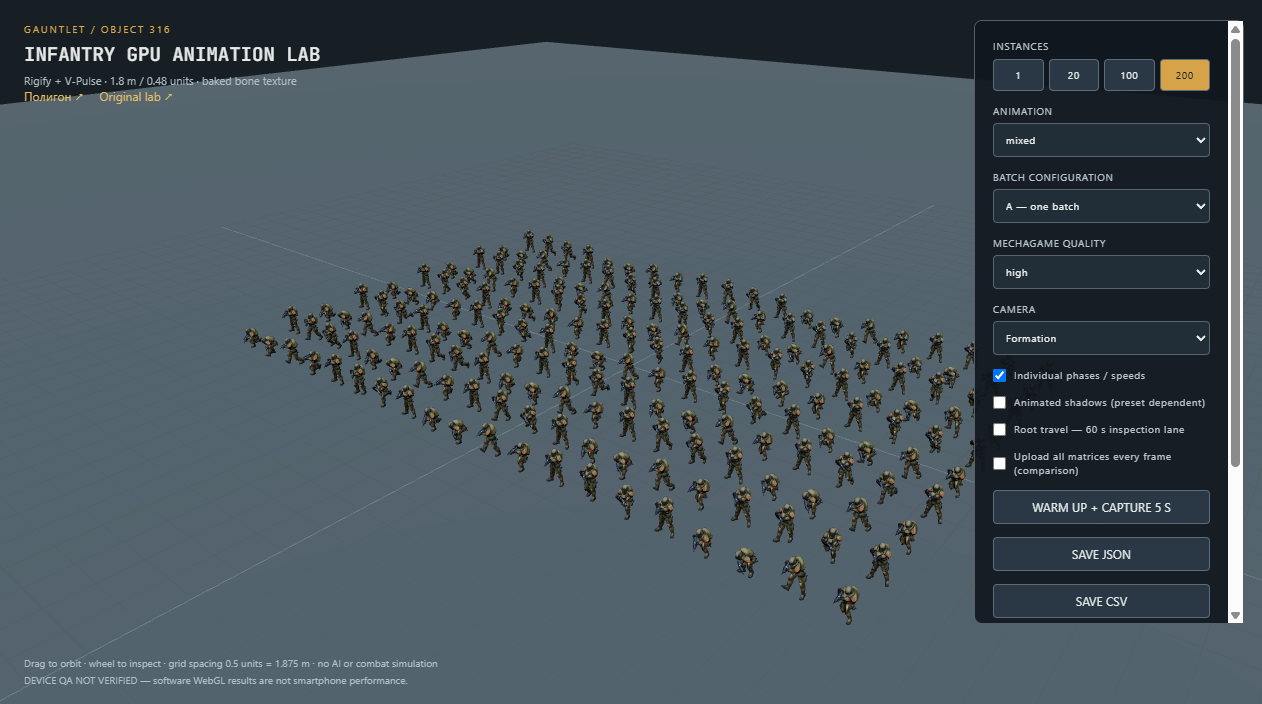 GAUNTLET / OBJECT 316
INFANTRY GPU ANIMATION LAB
Rigify + V-Pulse · 1.8 m / 0.48 units · baked bone texture
Полигон ↗ Original lab ↗
INSTANCES
1 20 100 200
ANIMATION
mixed
BATCH CONFIGURATION
A — one batch
MECHAGAME QUALITY
high
CAMERA
Formation
Individual phases / speeds
Animated shadows (preset dependent)
Root travel — 60 s inspection lane
Upload all matrices every frame
(comparison)
WARM UP + CAPTURE 5 S
SAVE JSON
SAVE CSV
Drag to orbit · wheel to inspect · grid spacing 0.5 units = 1.875 m · no AI or combat simulation
DEVICE QA NOT VERIFIED — software WebGL results are not smartphone performance.